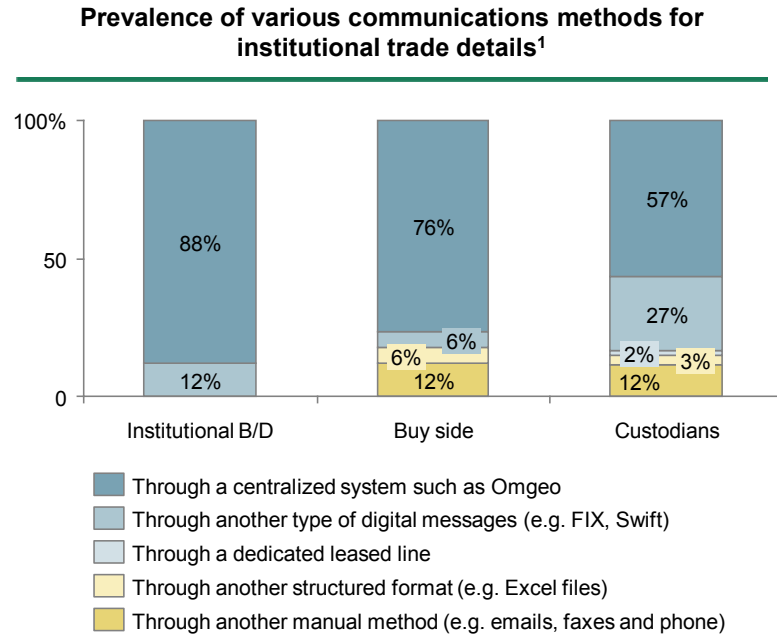 Prevalence of various communications methods for
institutional trade details¹
100%
50
0
88%
12%
76%
6%
6%
12%
57%
27%
2%
3%
12%
Institutional B/D
Buy side
Custodians
Through a centralized system such as Omgeo
Through another type of digital messages (e.g. FIX, Swift)
Through a dedicated leased line
Through another structured format (e.g. Excel files)
Through another manual method (e.g. emails, faxes and phone)